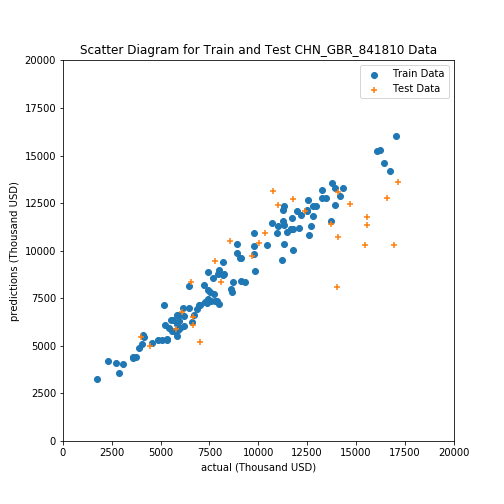 Scatter Diagram for Train and Test CHN_GBR_841810 Data
Train Data
Test Data
20000
17500
15000
12500
10000
7500
5000
2500
0
predictions (Thousand USD)
0 2500 5000 7500 10000 12500 15000 17500 20000
actual (Thousand USD)